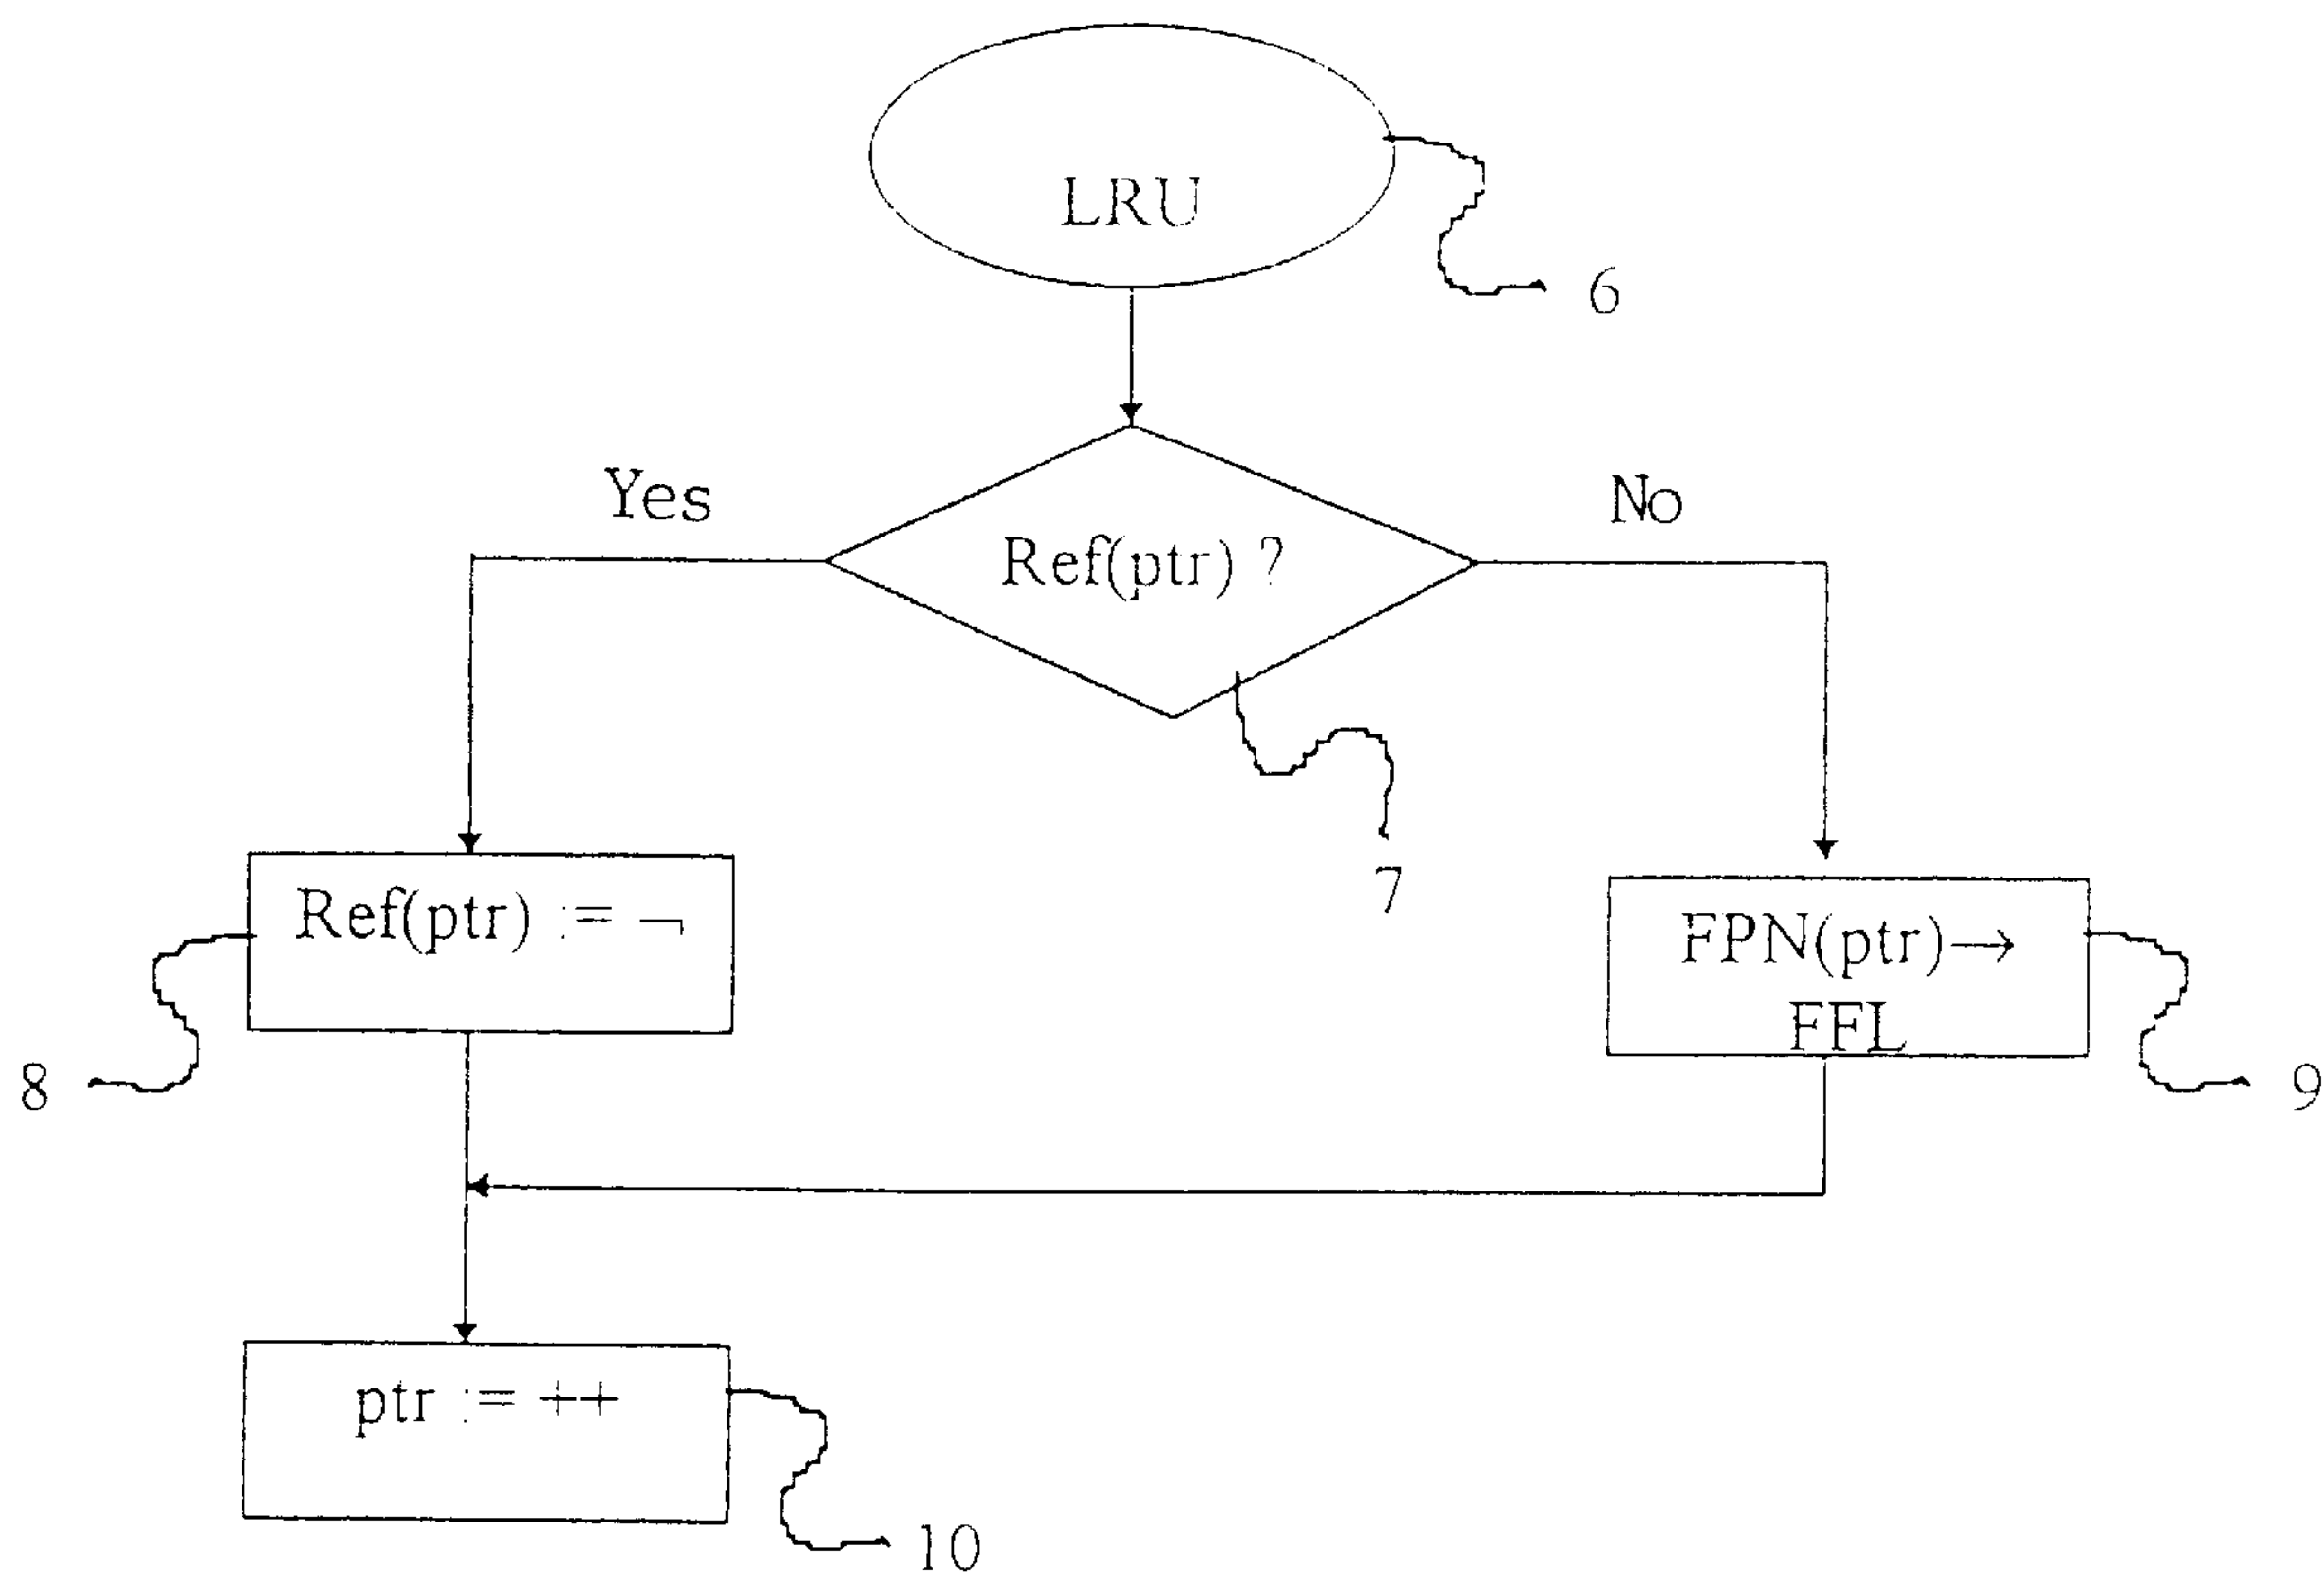 LRU
6
Yes
No
Ref(ptr) ?
7
Ref(ptr) := ¬
FPN(ptr)→
FFL
8
9
ptr := ++
10